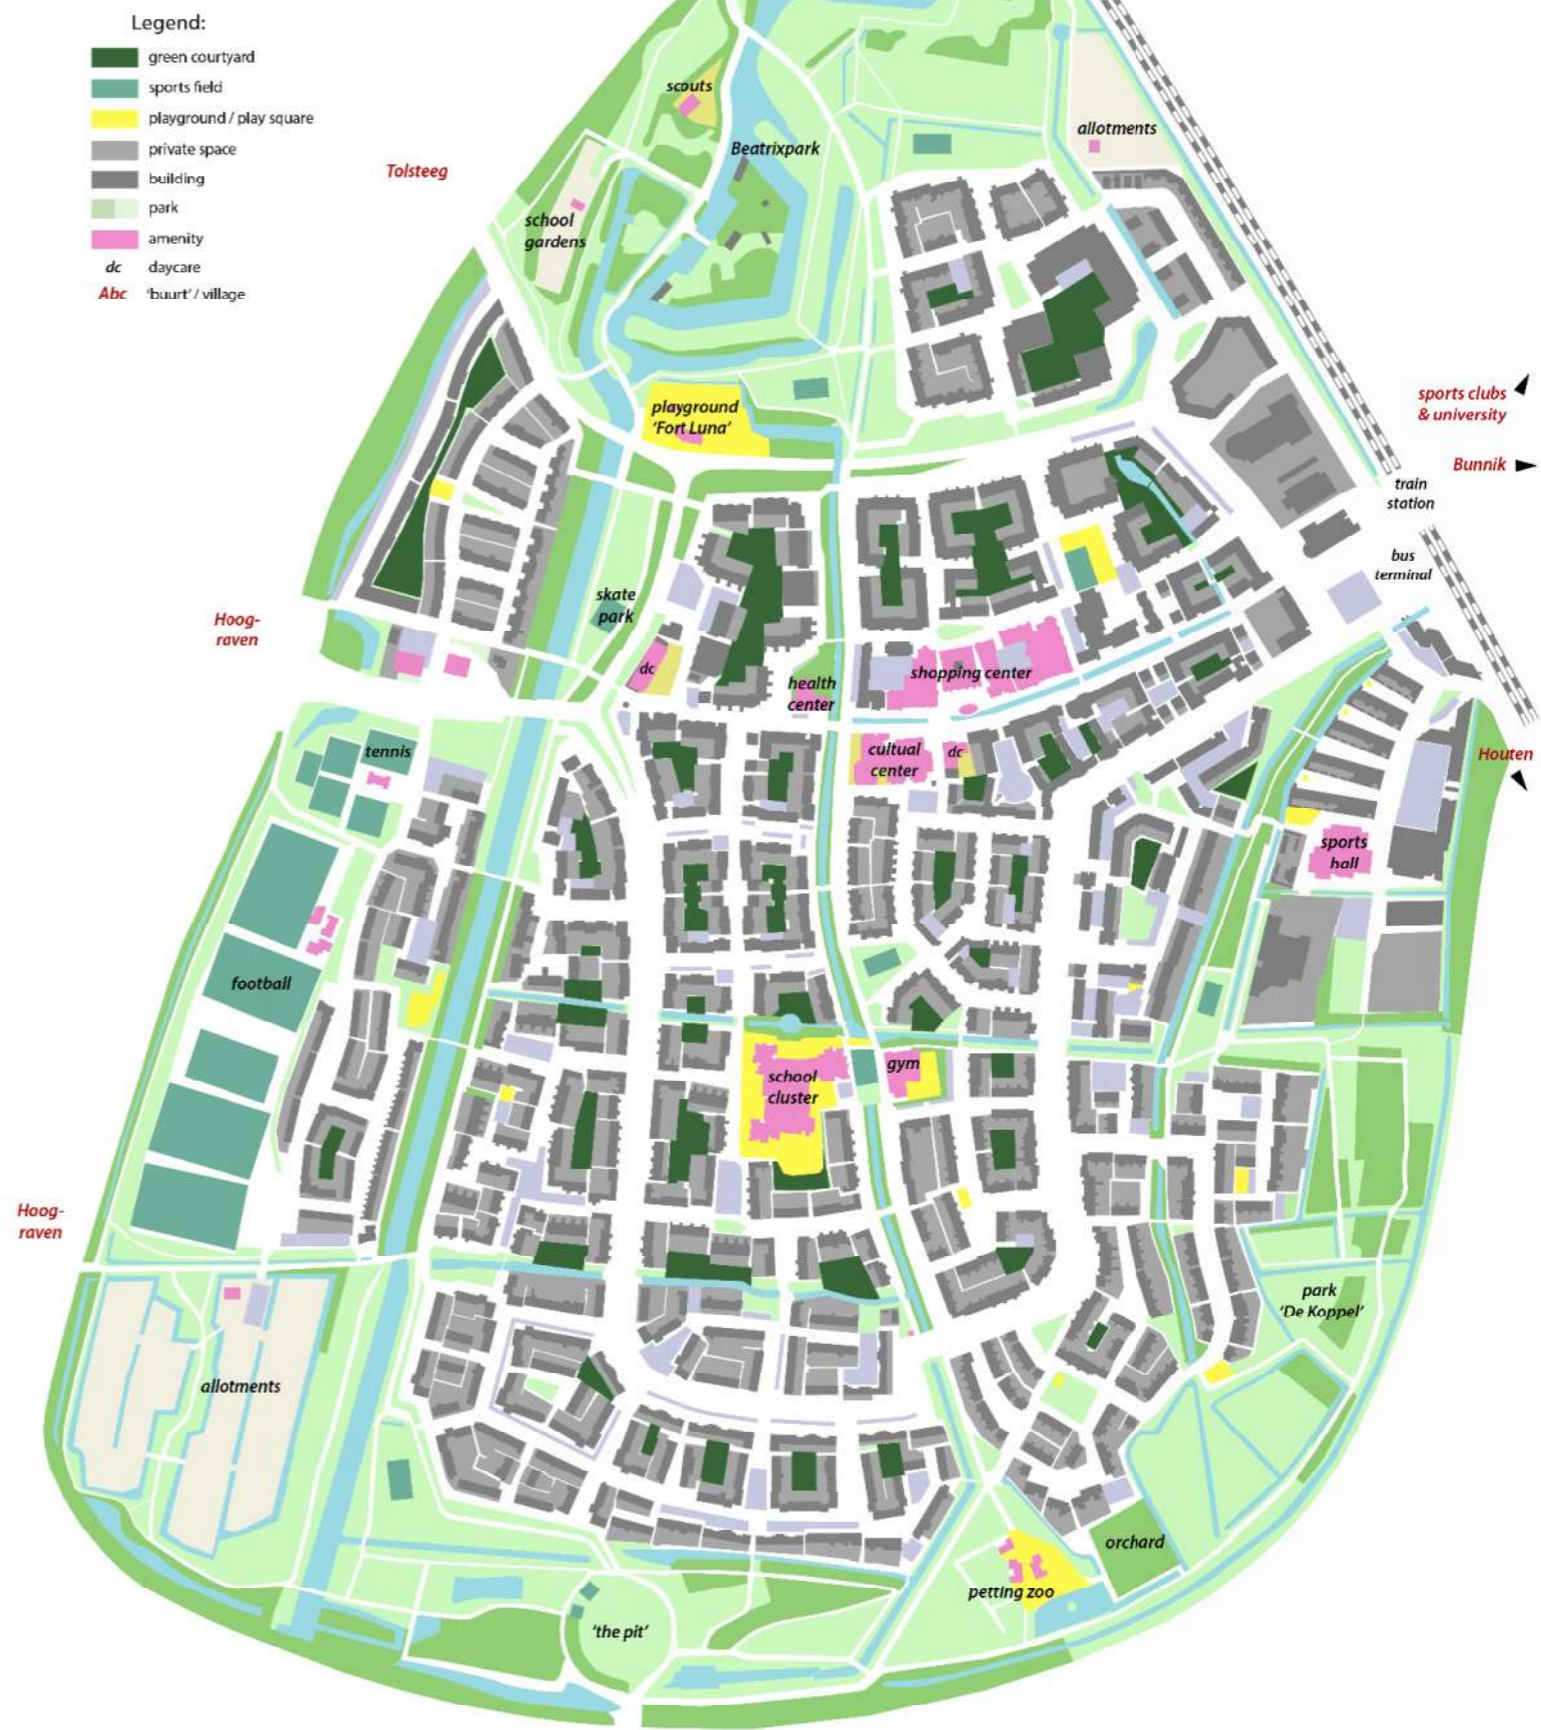 Legend:
green courtyard
sports field
playground / play square
private space
building
park
amenity
dc daycare
Abc 'buurt' / village
scouts
Beatrixpark
allotments
Tolsteeg
school
gardens
playground
'Fort Luna'
sports clubs
& university
Bunnik
train
station
bus
terminal
skate
park
Hoog-
raven
dc
health
center
shopping center
tennis
cultual
center
dc
Houten
sports
hall
football
school
cluster
gym
Hoog-
raven
park
'De Koppel'
allotments
orchard
petting zoo
'the pit'